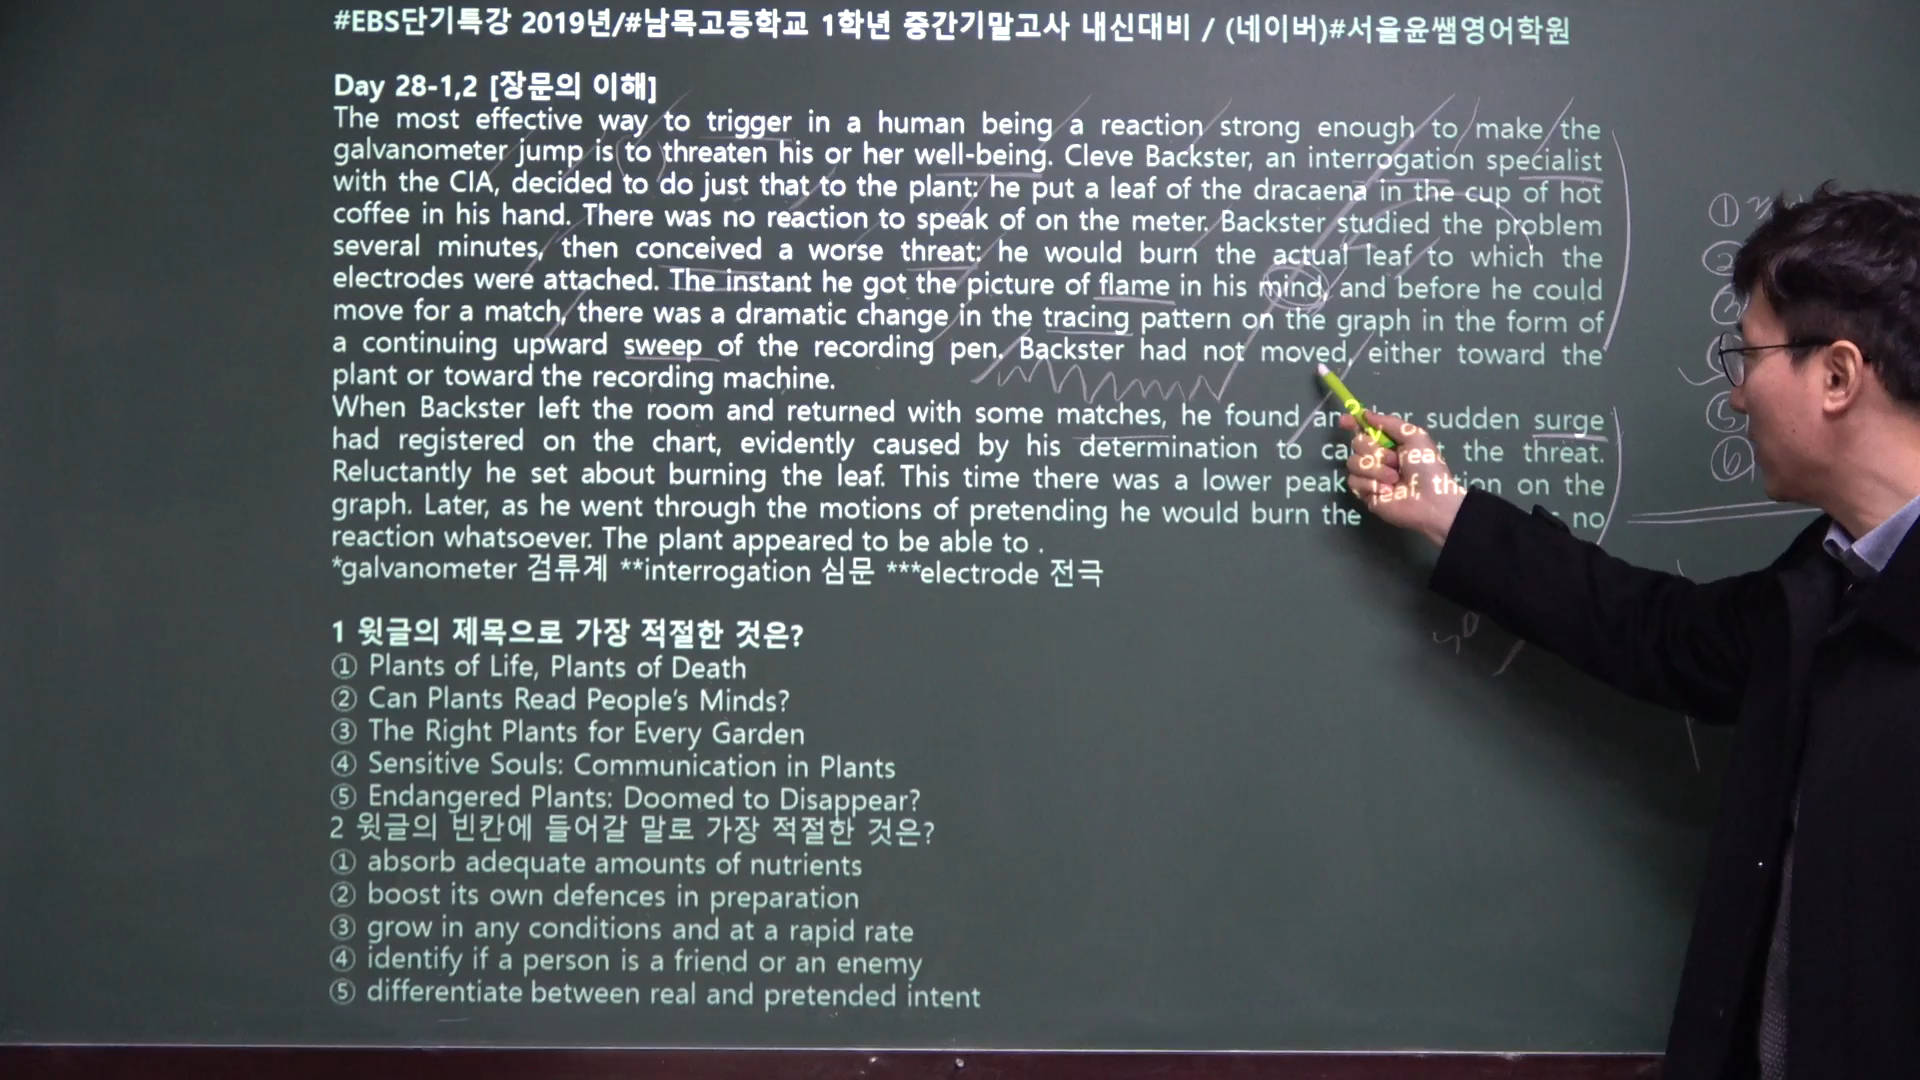 #EBS단기특강 2019년/#남목고등학교 1학년 중간기말고사 내신대비 / (네이버)#서울윤쌤영어학원
Day 28-1,2 [장문의 이해]
The most effective way to trigger in a human being a reaction strong enough to make the
galvanometer jump is to threaten his or her well-being. Cleve Backster, an interrogation specialist
with the CIA, decided to do just that to the plant: he put a leaf of the dracaena in the cup of hot
coffee in his hand. There was no reaction to speak of on the meter. Backster studied the problem
several minutes, then conceived a worse threat: he would burn the actual leaf to which the
electrodes were attached. The instant he got the picture of flame in his mind, and before he could
move for a match, there was a dramatic change in the tracing pattern on the graph in the form of
a continuing upward sweep of the recording pen. Backster had not moved, either toward the
plant or toward the recording machine.
When Backster left the room and returned with some matches, he found sudden surge
had registered on the chart, evidently caused by his determination to the threat.
Reluctantly he set about burning the leaf. This time there was a lower peak on the
graph. Later, as he went through the motions of pretending he would burn the leaf, no
reaction whatsoever. The plant appeared to be able to .
*galvanometer 검류계 **interrogation 심문 ***electrode 전극
1 윗글의 제목으로 가장 적절한 것은?
① Plants of Life, Plants of Death
② Can Plants Read People's Minds?
③ The Right Plants for Every Garden
④ Sensitive Souls: Communication in Plants
⑤ Endangered Plants: Doomed to Disappear?
2 윗글의 빈칸에 들어갈 말로 가장 적절한 것은?
① absorb adequate amounts of nutrients
② boost its own defences in preparation
③ grow in any conditions and at a rapid rate
④ identify if a person is a friend or an enemy
⑤ differentiate between real and pretended intent
①
②
⑤
⑥